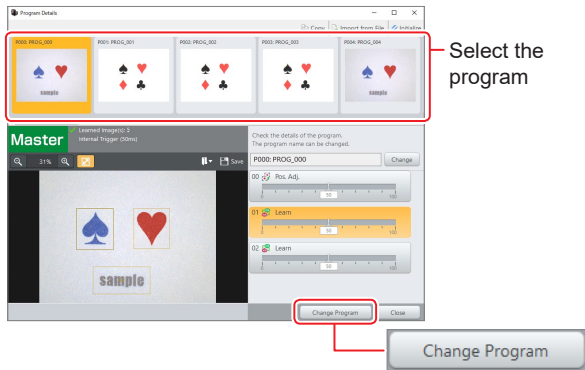 Program Details
Copy Import from File Initialize
P000: PROG_000 P001: PROG_001 P002: PROG_002 P003: PROG_003 P004: PROG_004
sample sample
Select the
program
Master
Learned image(s): 3
Internal Trigger (50ms)
31% Save
Check the details of the program.
The program name can be changed.
P000: PROG_000 Change
00 Pos. Adj.
0 50 100
01 Learn
0 50 100
02 Learn
0 50 100
sample
Change Program Close
Change Program